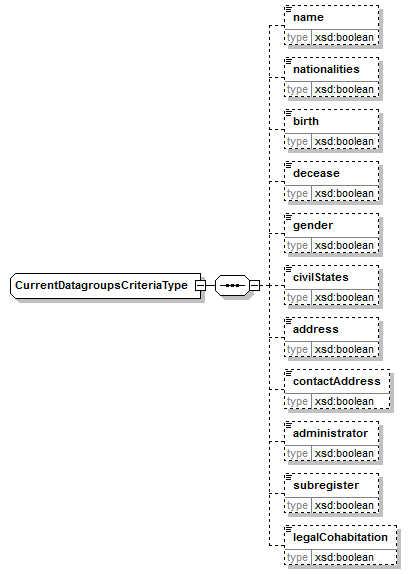 name
type xsd:boolean
nationalities
type xsd:boolean
birth
type xsd:boolean
decease
type xsd:boolean
gender
type xsd:boolean
CurrentDatagroupsCriteriaType
civilStates
type xsd:boolean
address
type xsd:boolean
contactAddress
type xsd:boolean
administrator
type xsd:boolean
subregister
type xsd:boolean
legalCohabitation
type xsd:boolean